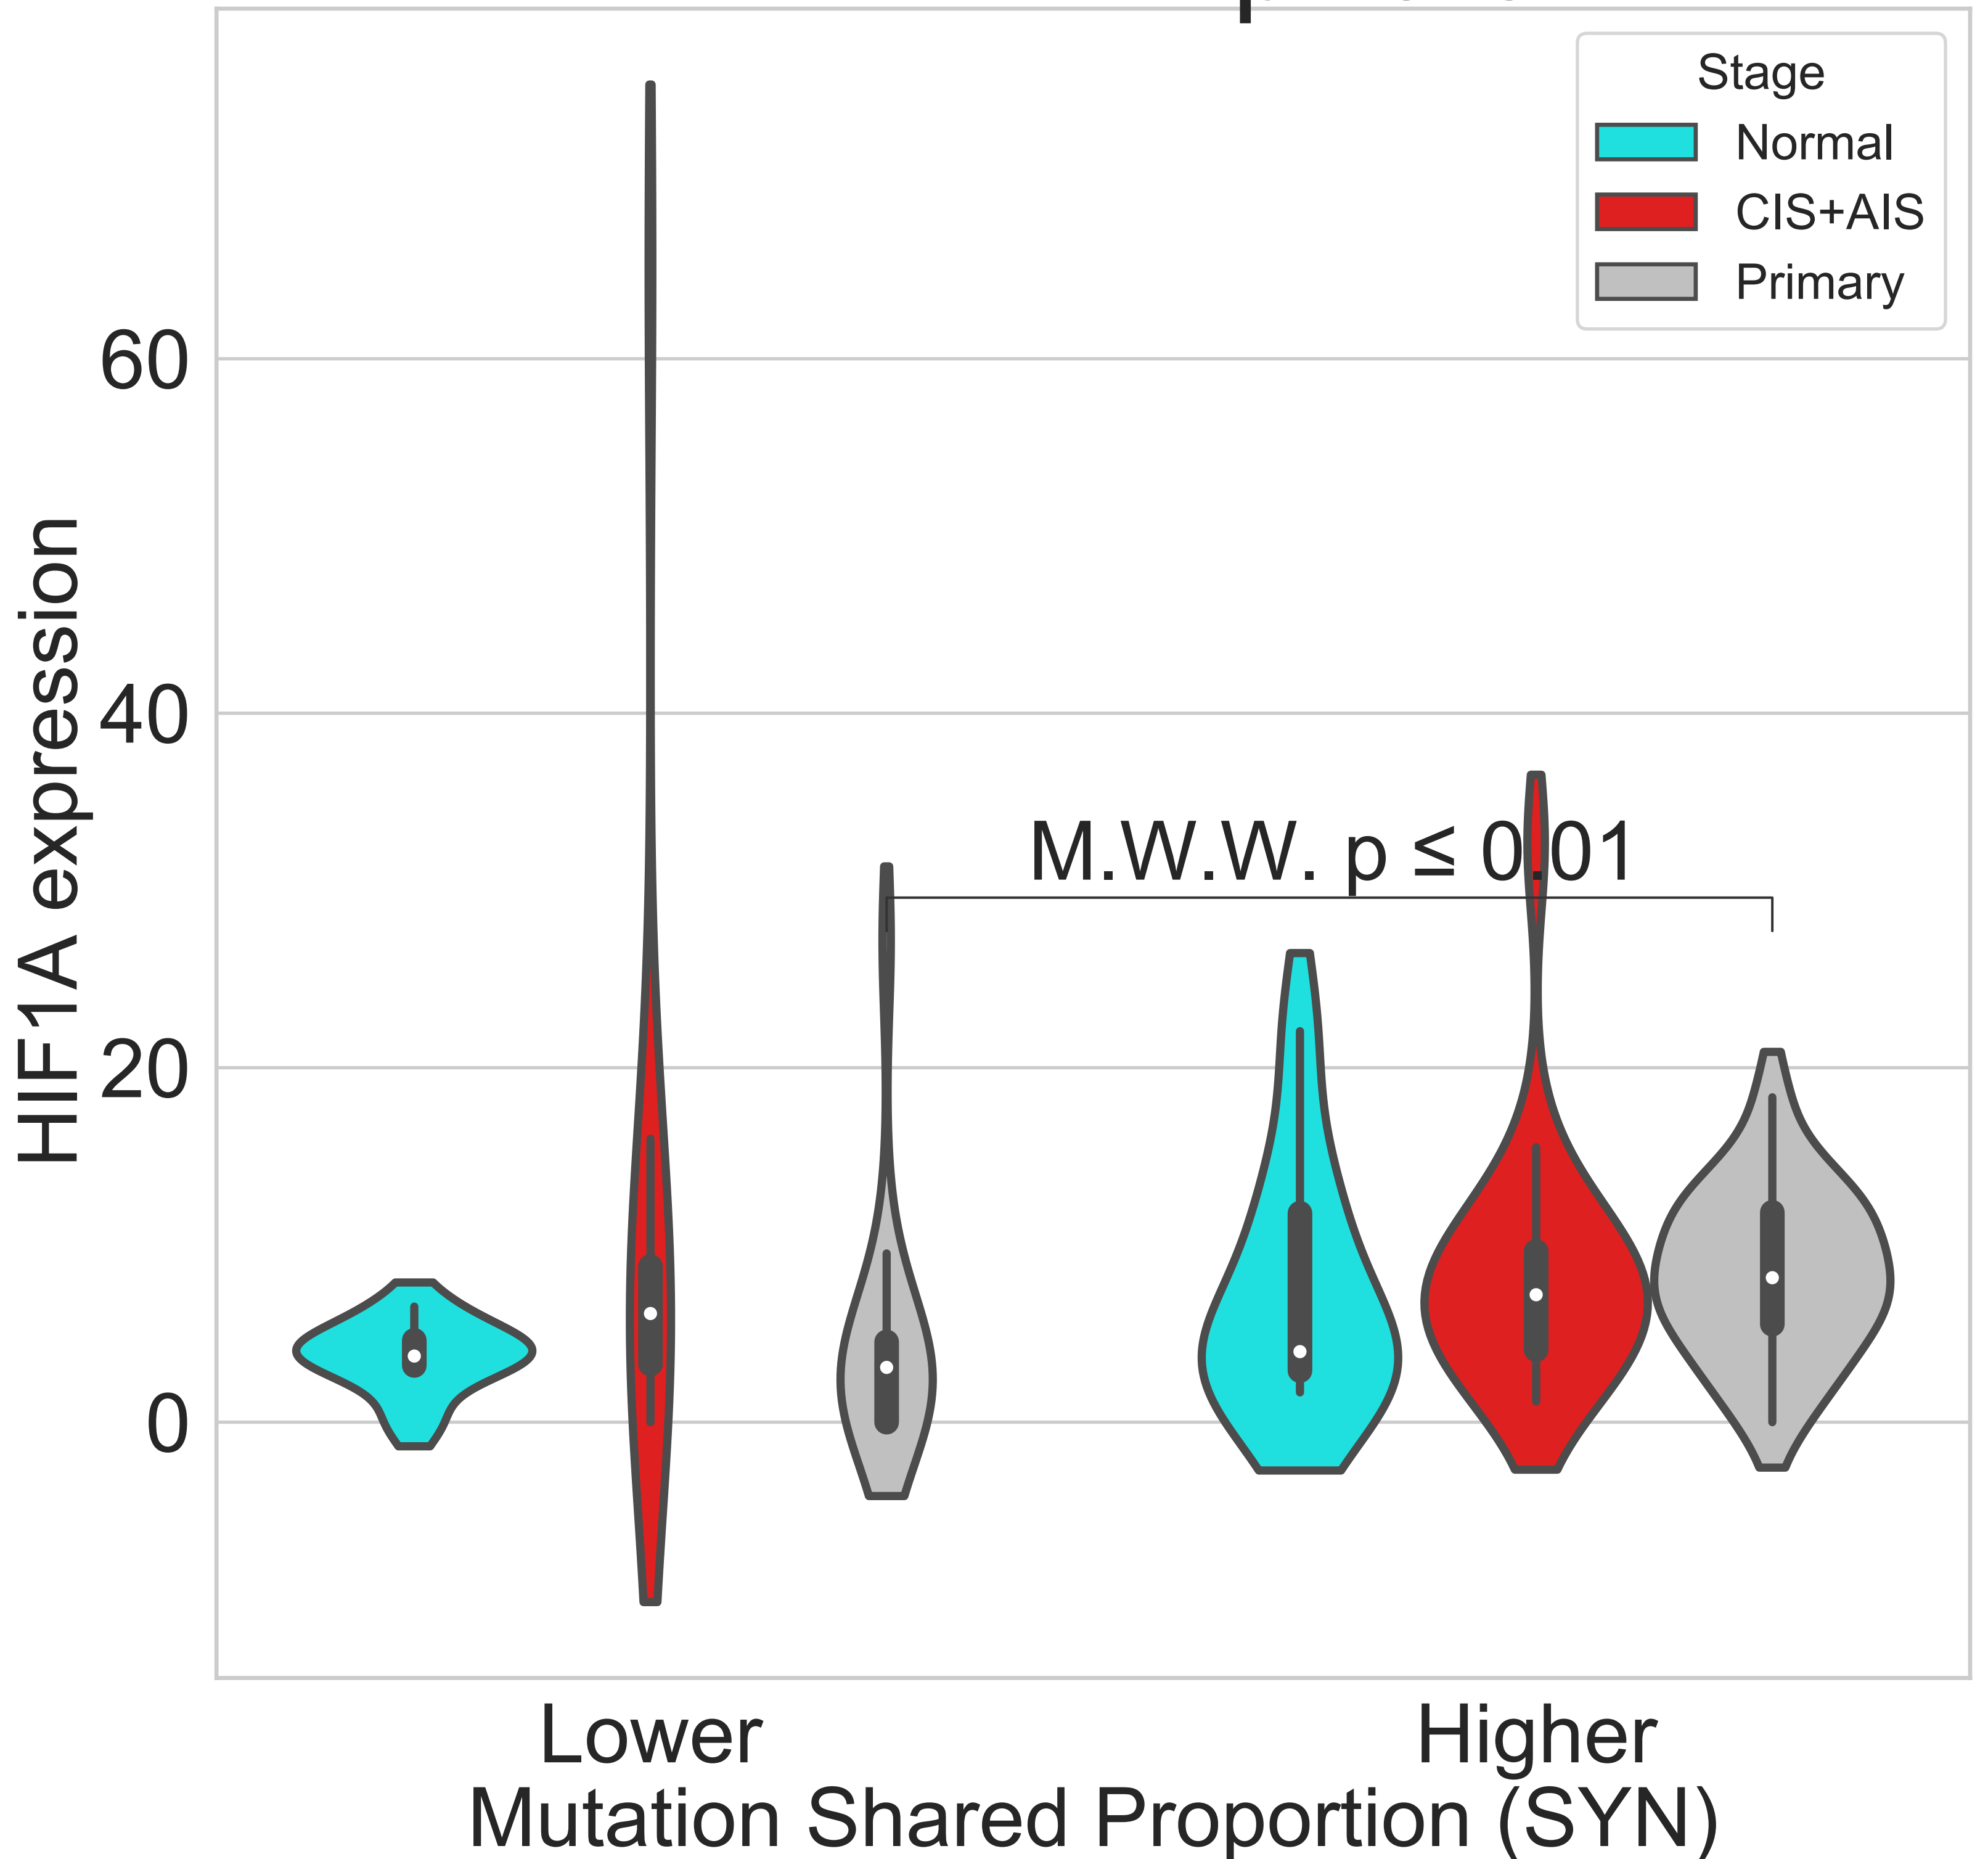 Stage
Normal
CIS+AIS
Primary
60
40
20
0
HIF1A expression
M.W.W. p ≤ 0.01
Lower Higher
Mutation Shared Proportion (SYN)